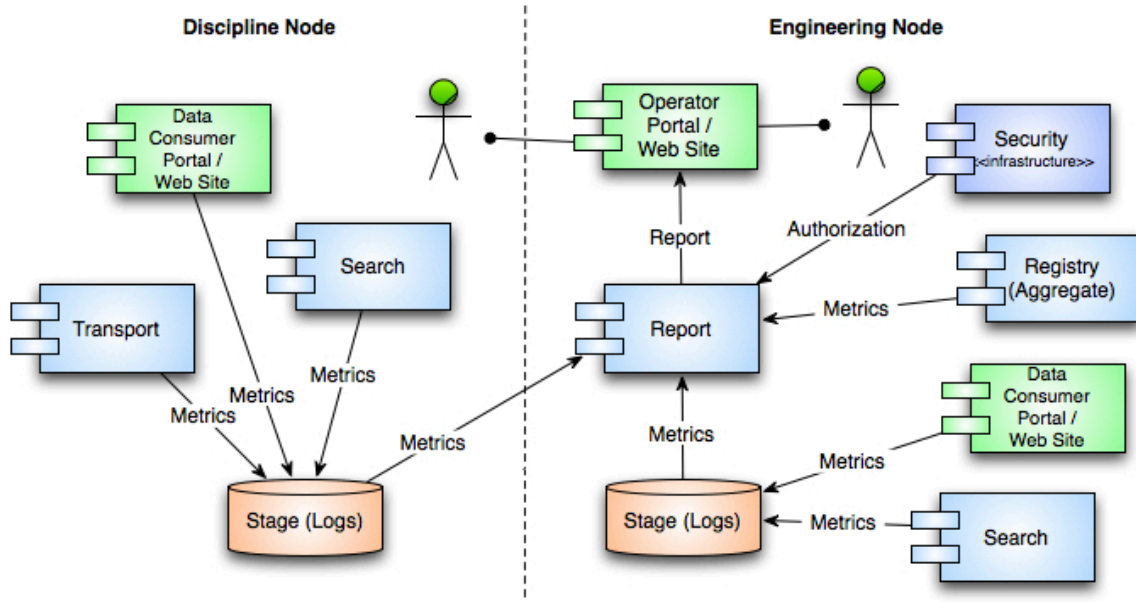 Discipline Node
Engineering Node
Data
Consumer
Portal /
Web Site
Operator
Portal /
Web Site
Security
<<infrastructure>>
Search
Report
Authorization
Registry
(Aggregate)
Transport
Report
Metrics
Metrics
Metrics
Metrics
Data
Consumer
Portal /
Web Site
Metrics
Metrics
Metrics
Stage (Logs)
Stage (Logs)
Metrics
Search